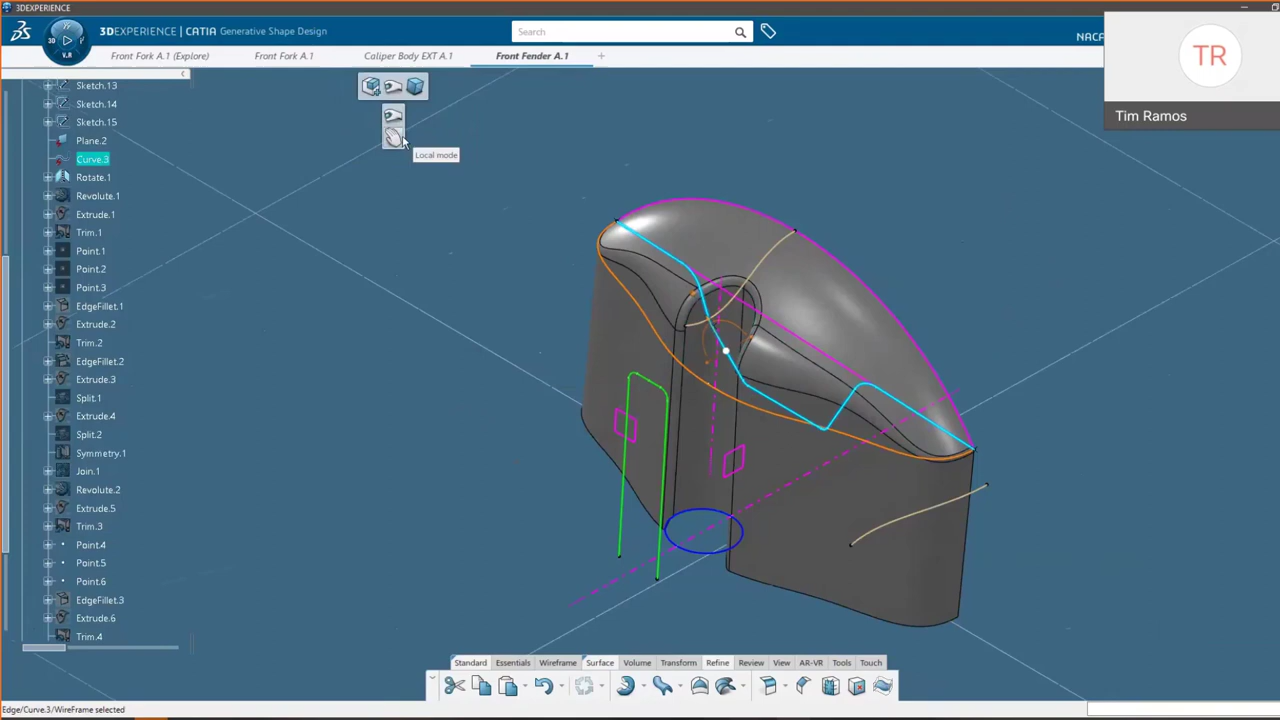 3DEXPERIENCE
3DEXPERIENCE | CATIA Generative Shape Design
Search
3D
V.R
NACA
TR
Tim Ramos
Front Fork A.1 (Explore)
Front Fork A.1
Caliper Body EXT A.1
Front Fender A.1
+
Sketch.13
Sketch.14
Sketch.15
Plane.2
Curve.3
Rotate.1
Revolute.1
Extrude.1
Trim.1
Point.1
Point.2
Point.3
EdgeFillet.1
Extrude.2
Trim.2
EdgeFillet.2
Extrude.3
Split.1
Extrude.4
Split.2
Symmetry.1
Join.1
Revolute.2
Extrude.5
Trim.3
Point.4
Point.5
Point.6
EdgeFillet.3
Extrude.6
Trim.4
Local mode
Standard Essentials Wireframe Surface Volume Transform Refine Review View AR-VR Tools Touch
Edge/Curve.3/WireFrame selected